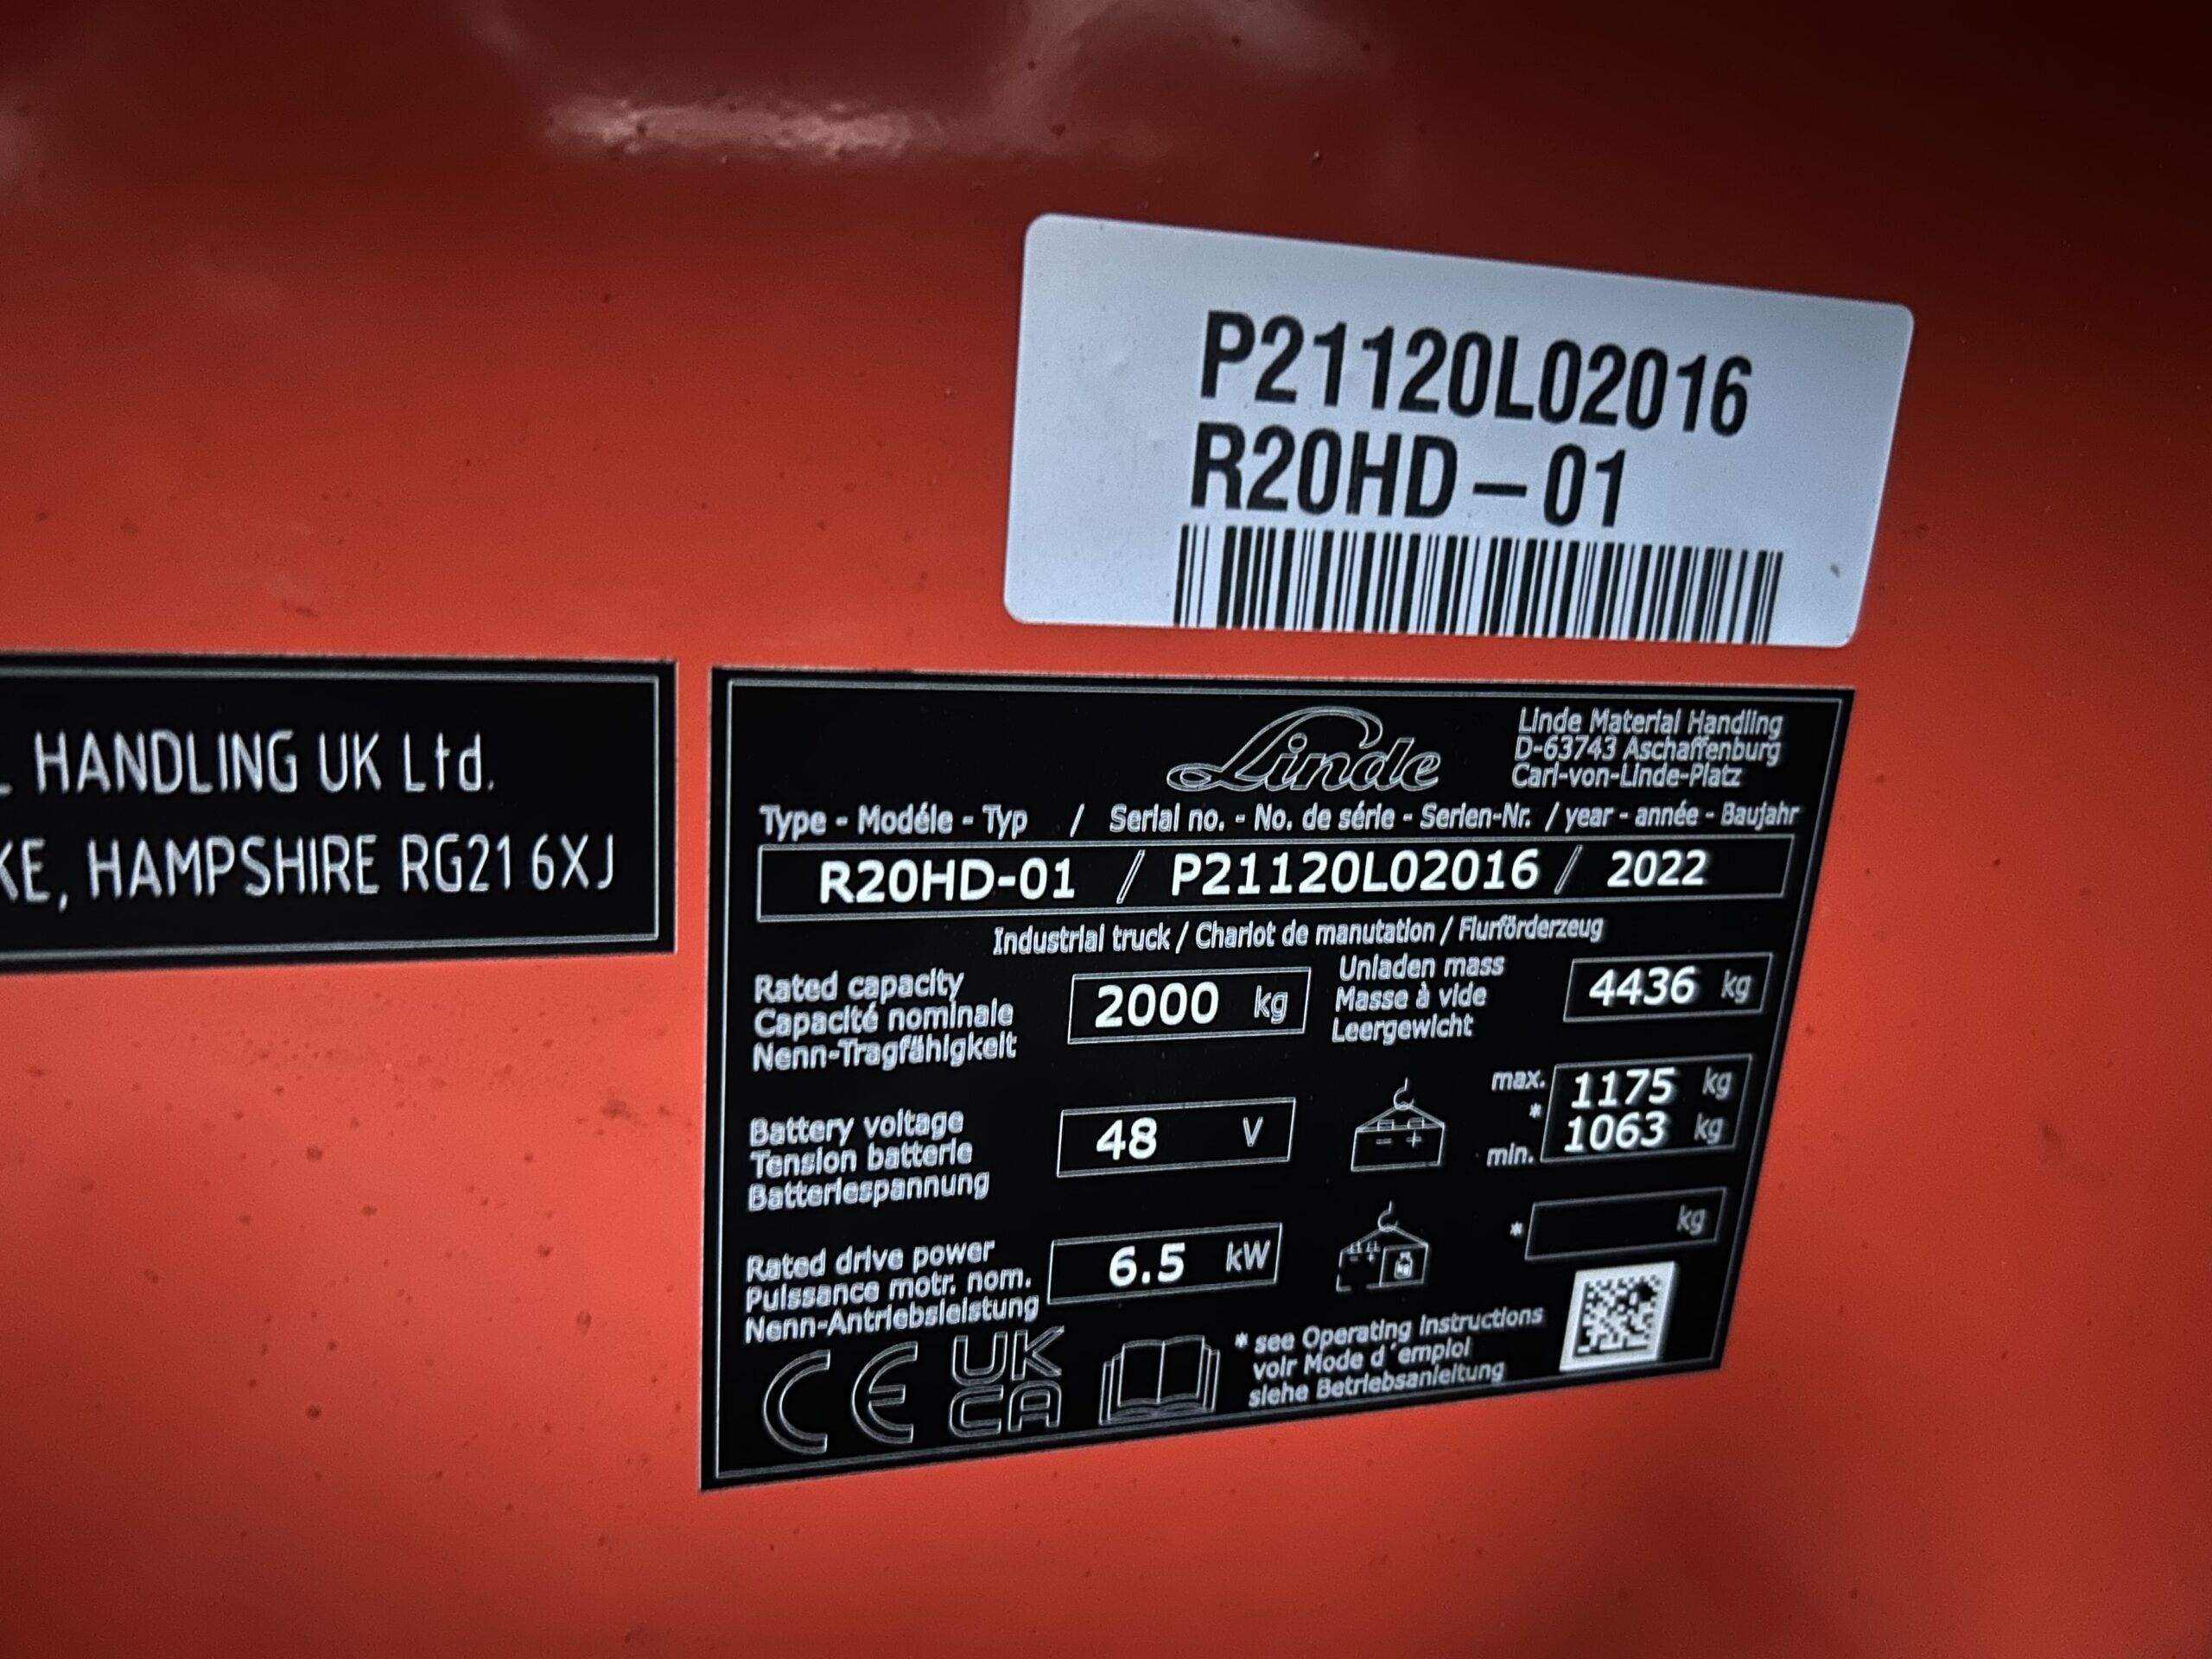 P21120L02016
R20HD-01
HANDLING UK Ltd.
HAMPSHIRE RG21 6XJ
Linde
Linde Material Handling
D-63743 Aschaffenburg
Carl-von-Linde-Platz
Type - Modéle - Typ / Serial no. - No. de série - Serien-Nr. / year - année - Baujahr
R20HD-01 / P21120L02016 / 2022
Industrial truck / Chariot de manutation / Flurförderzeug
Rated capacity
Capacité nominale
Nenn-Tragfähigkeit
2000 kg
Unladen mass
Masse à vide
Leergewicht
4436 kg
Battery voltage
Tension batterie
Batteriespannung
48 V
max. 1175 kg
*
min. 1063 kg
Rated drive power
Puissance motr. nom.
Nenn-Antriebsleistung
6.5 kW
* kg
CE UK CA
* see Operating instructions
voir Mode d´emploi
siehe Betriebsanleitung